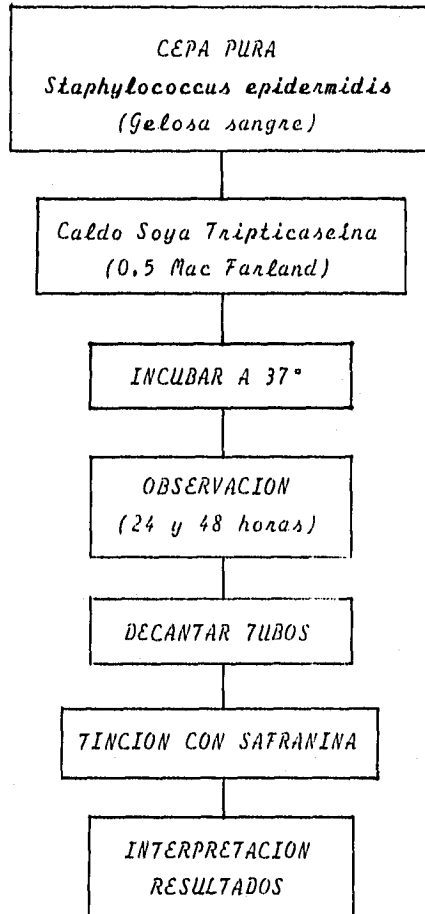 CEPA PURA
Staphylococcus epidermidis
(Gelosa sangre)
Caldo Soya Tripticaseína
(0.5 Mac Farland)
INCUBAR A 37°
OBSERVACION
(24 y 48 horas)
DECANTAR TUBOS
TINCION CON SAFRANINA
INTERPRETACION
RESULTADOS